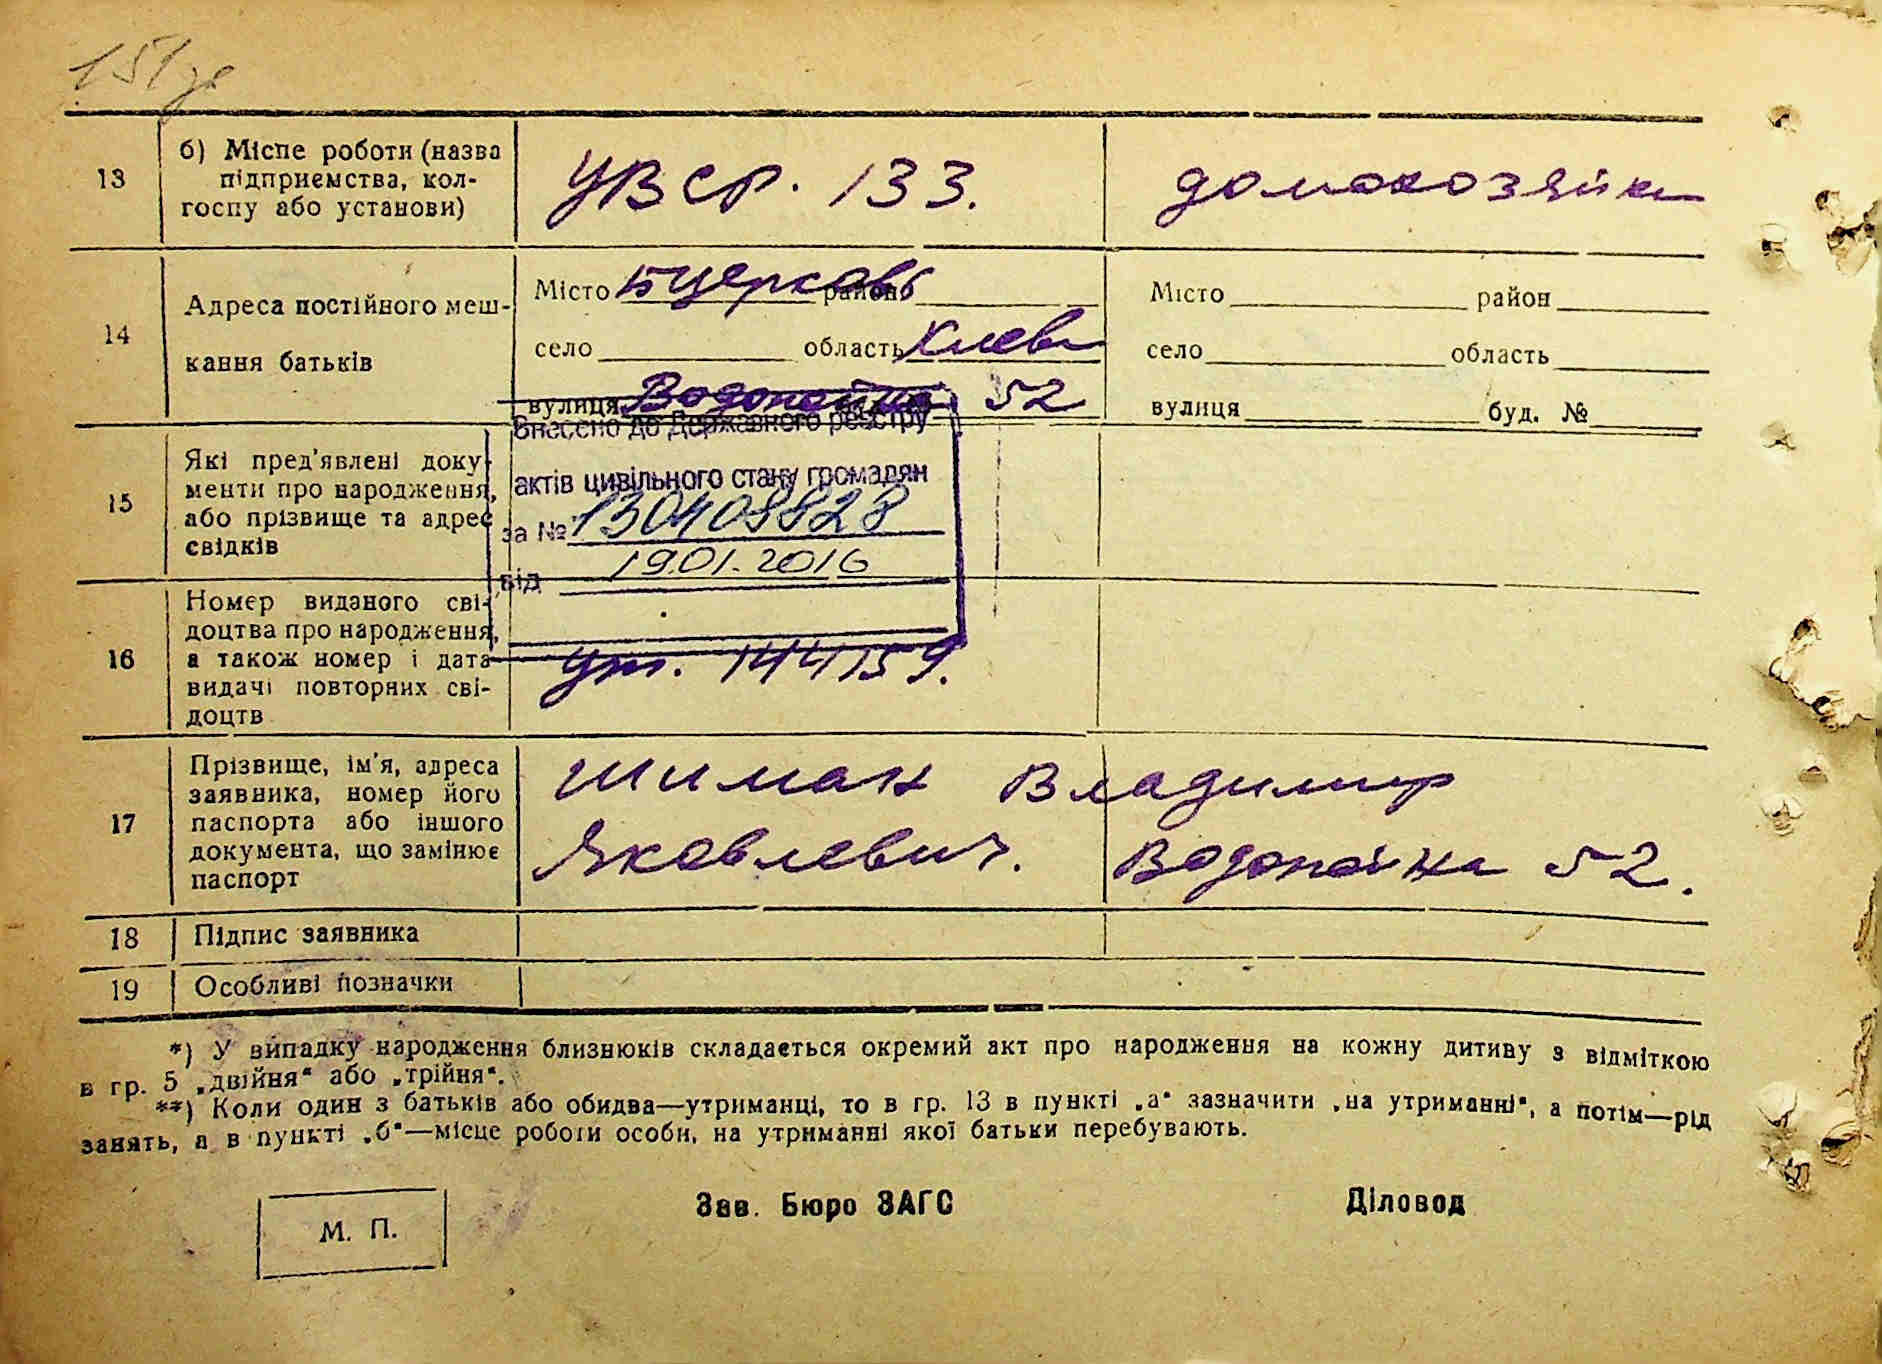 151зв
13
б) Місце роботи (назва
підприємства, кол-
госпу або установи)
УВСР. 133.
домохозяйка
14
Адреса постійного меш-
кання батьків
Місто Бцерковь район
село область Киевс
вулиця Водопойна 52
Місто район
село область
вулиця буд. №
15
Які пред'явлені доку-
менти про народження,
або прізвище та адрес
свідків
Внесено до Державного реєстру
актів цивільного стану громадян
за № 130408828
від 19.01.2016
16
Номер виданого сві-
доцтва про народження,
а також номер і дата
видачі повторних сві-
доцтв
144159.
17
Прізвище, ім'я, адреса
заявника, номер його
паспорта або іншого
документа, що замінює
паспорт
Шиман Владимир
Яковлевич. Водопойна 52.
18
Підпис заявника
19
Особливі позначки
*) У випадку народження близнюків складається окремий акт про народження на кожну дитину з відміткою
в гр. 5 „двійня“ або „трійня“.
**) Коли один з батьків або обидва—утриманці, то в гр. 13 в пункті „а“ зазначити „на утриманні“, а потім—рід
занять, а в пункті „б“—місце роботи особи, на утриманні якої батьки перебувають.
М. П.
Зав. Бюро ЗАГС
Діловод